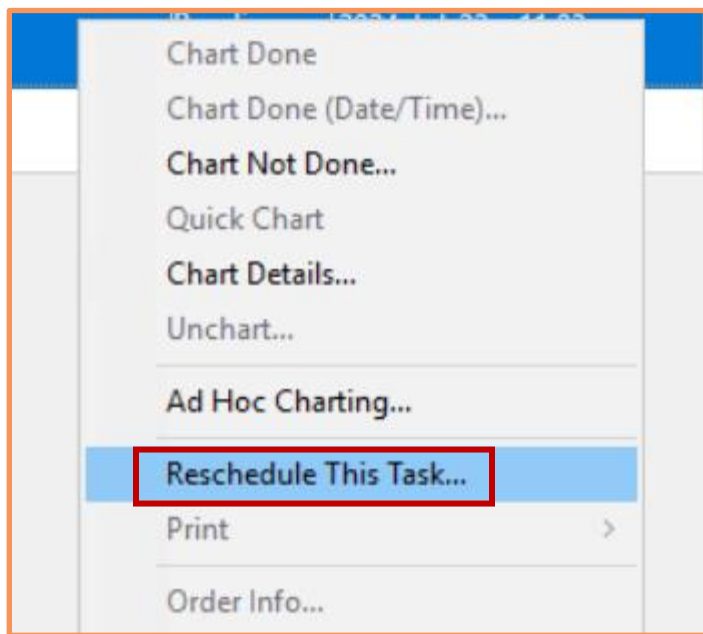 Chart Done
Chart Done (Date/Time)...
Chart Not Done...
Quick Chart
Chart Details...
Unchart...
Ad Hoc Charting...
Reschedule This Task...
Print
Order Info...